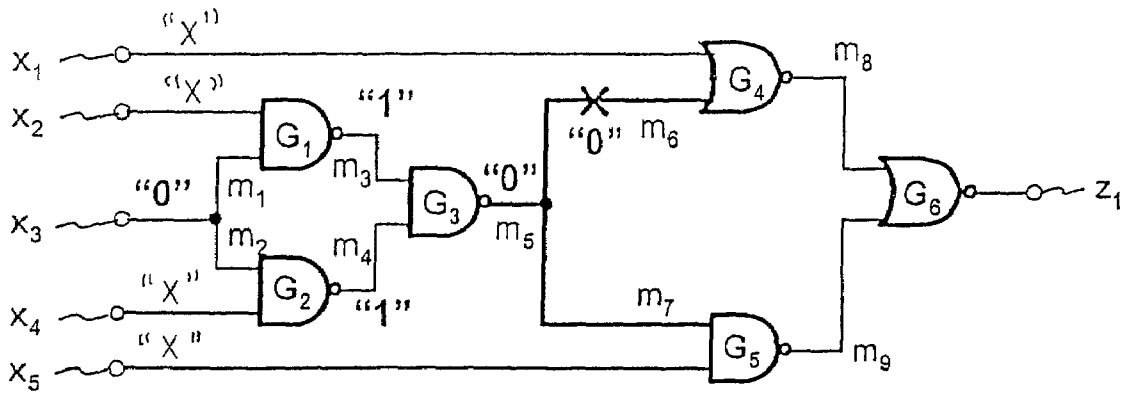 x1 "X"
x2 "X"
G1 "1"
m1 m3
x3 "0"
m2 m4
G2 "1"
x4 "X"
x5 "X"
G3 "0"
m5
"0" m6
m7
G4 m8
G5 m9
G6 z1